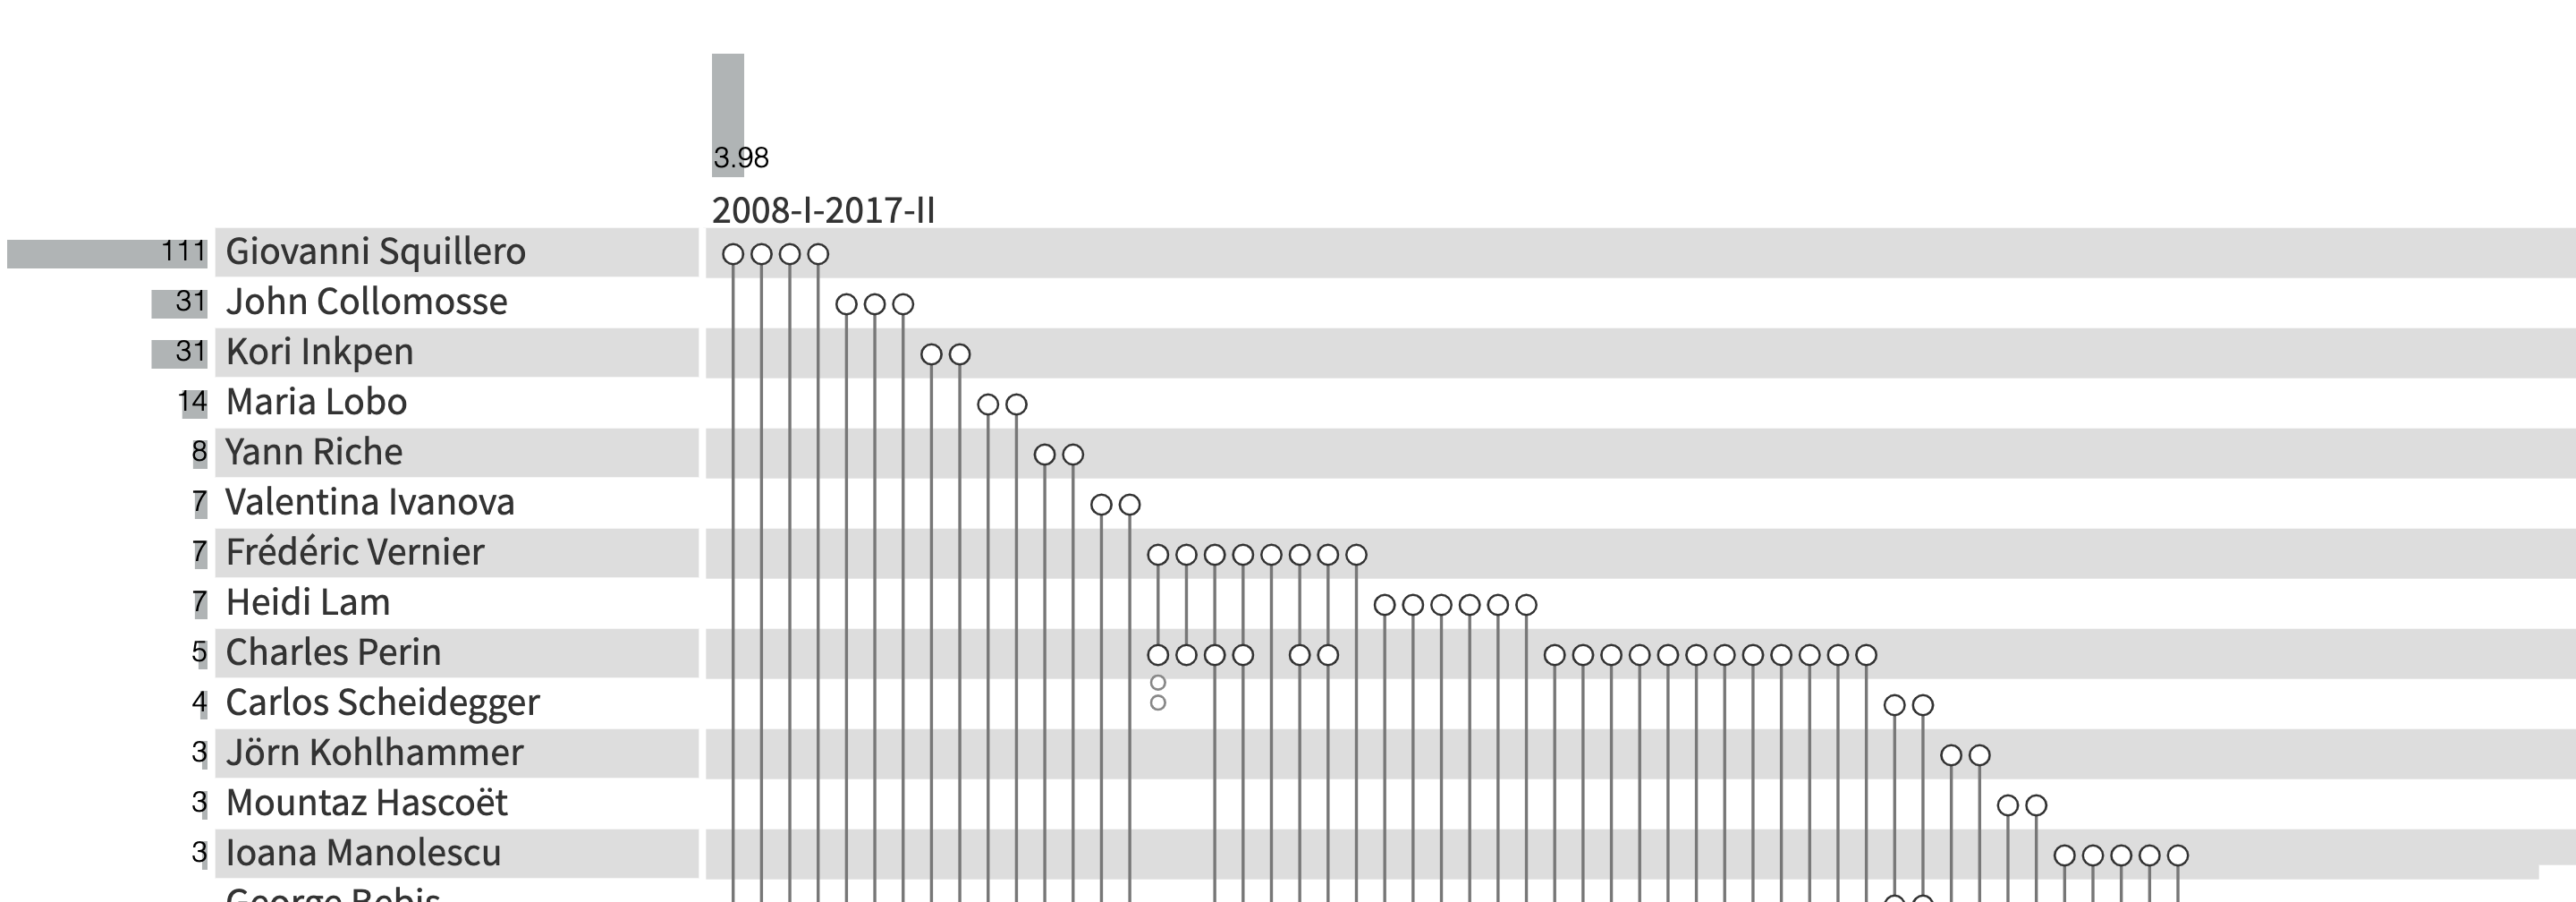 3.98
2008-I-2017-II
111 Giovanni Squillero
31 John Collomosse
31 Kori Inkpen
14 Maria Lobo
8 Yann Riche
7 Valentina Ivanova
7 Frédéric Vernier
7 Heidi Lam
5 Charles Perin
4 Carlos Scheidegger
3 Jörn Kohlhammer
3 Mountaz Hascoët
3 Ioana Manolescu
George Bebis